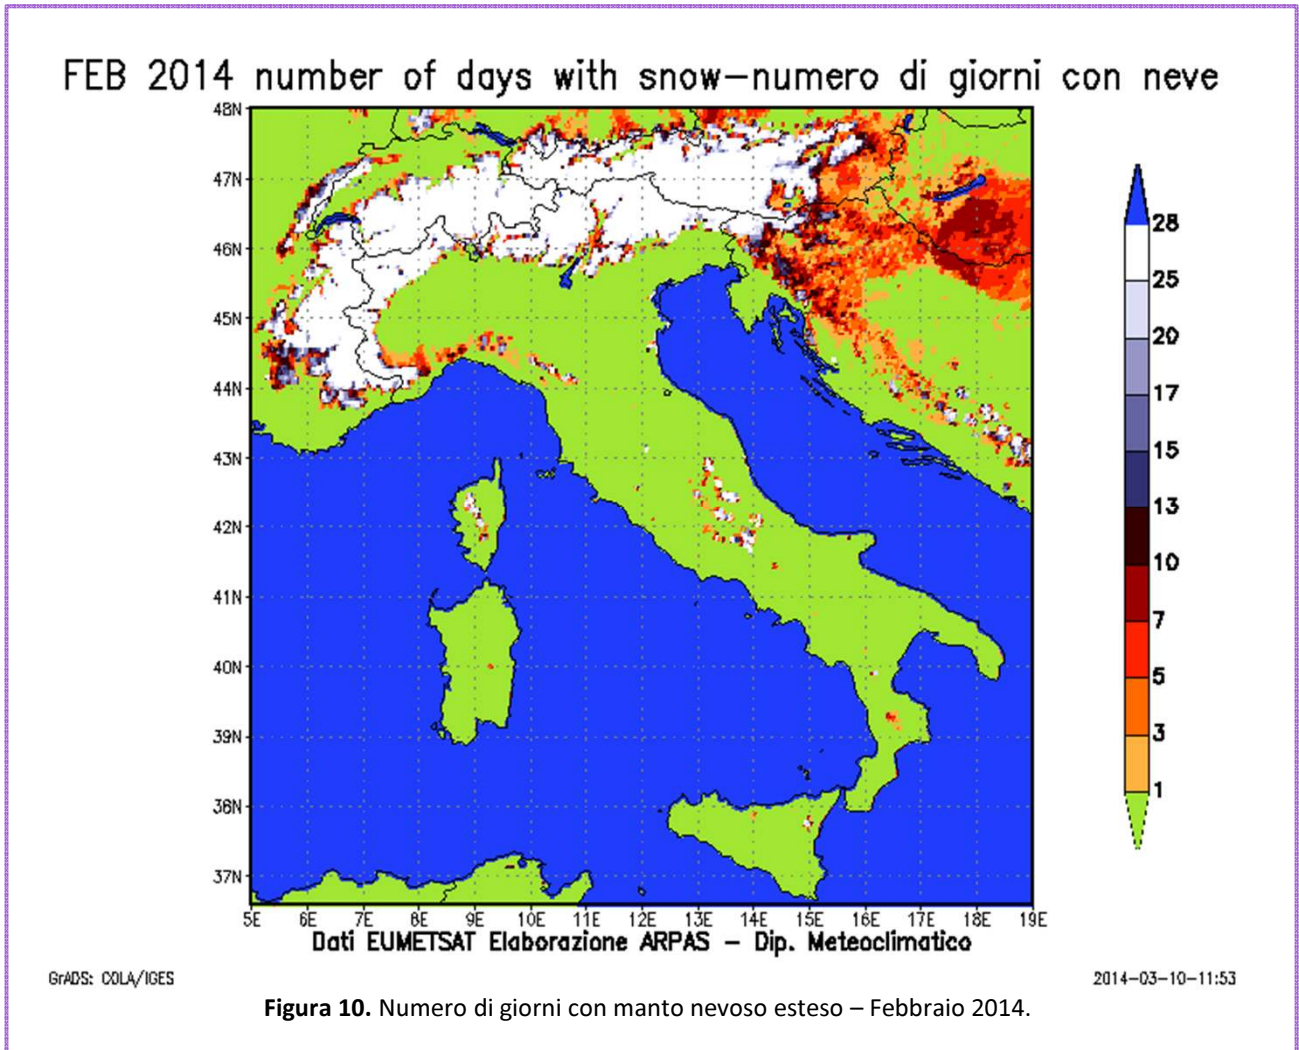 FEB 2014 number of days with snow-numero di giorni con neve
48N
47N
46N
45N
44N
43N
42N
41N
40N
39N
38N
37N
5E 6E 7E 8E 9E 10E 11E 12E 13E 14E 15E 16E 17E 18E 19E
28
25
20
17
15
13
10
7
5
3
1
Dati EUMETSAT Elaborazione ARPAS - Dip. Meteoclimatico
GrADS: COLA/IGES
2014-03-10-11:53
Figura 10. Numero di giorni con manto nevoso esteso – Febbraio 2014.